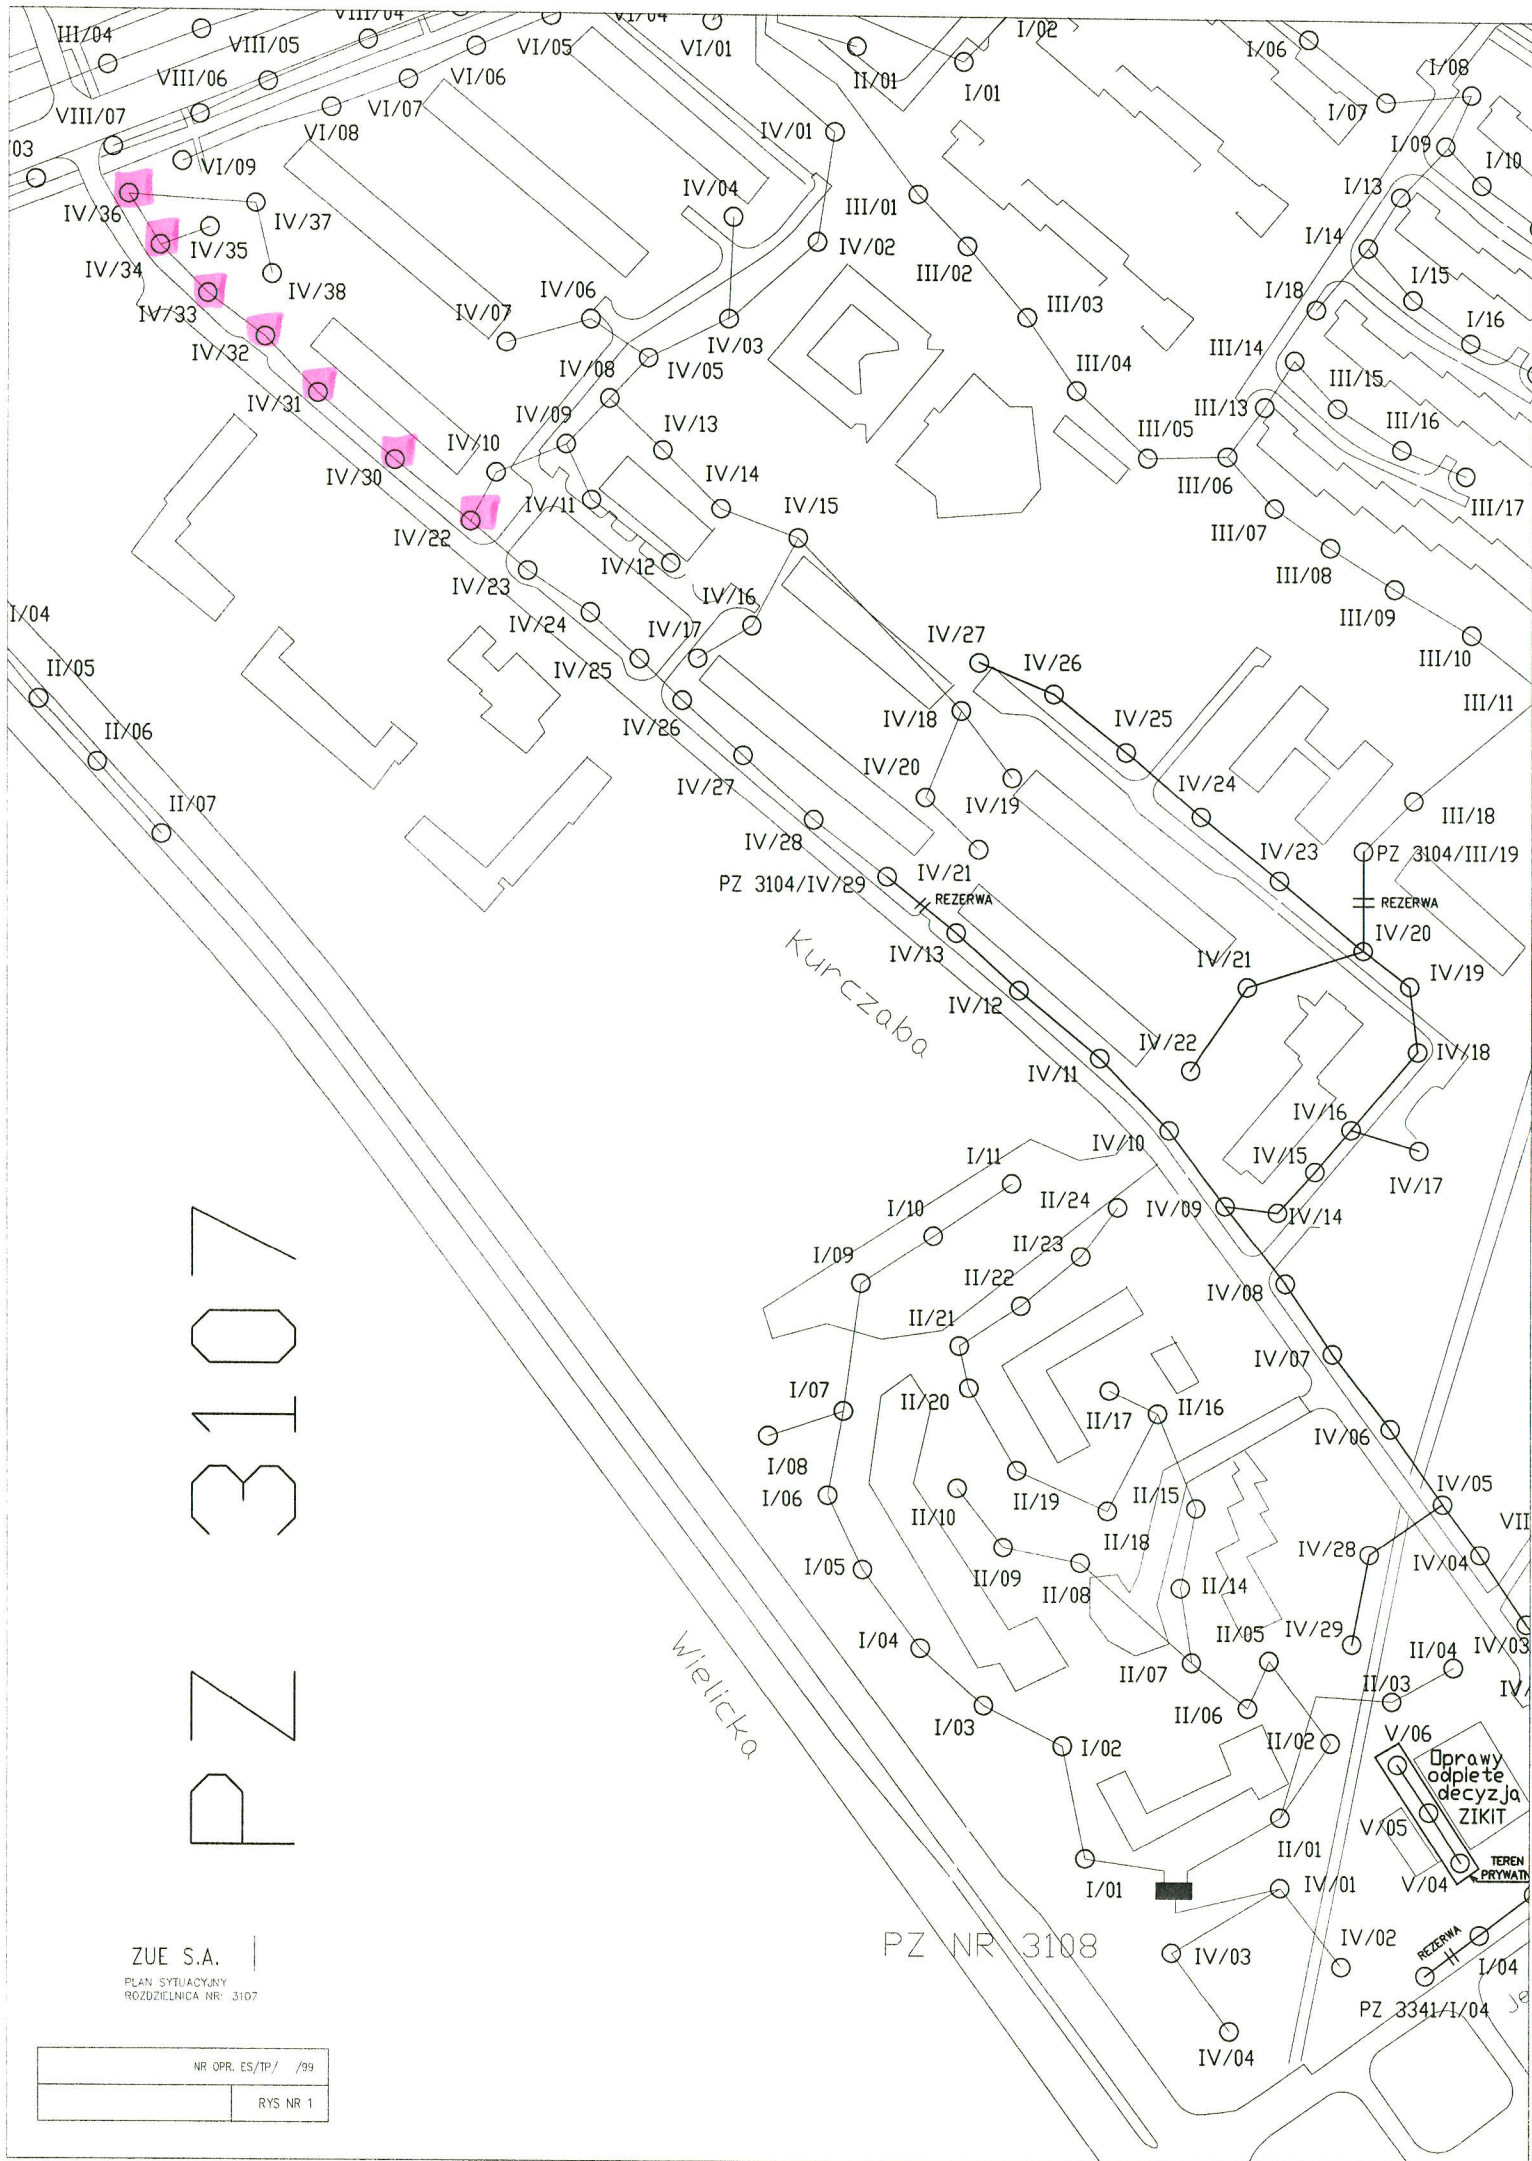 III/04
VIII/04
VI/04
VI/01
I/02
I/06
VIII/05
VI/05
II/01
I/08
VIII/06
VI/06
I/01
I/07
VIII/07
VI/07
VI/08
IV/01
I/09
/03
VI/09
I/10
IV/04
I/13
IV/36
IV/37
III/01
IV/35
IV/02
I/14
IV/34
III/02
IV/38
I/15
IV/06
I/18
IV/33
IV/07
III/03
IV/03
I/16
IV/32
IV/08
IV/05
III/14
III/04
III/15
IV/31
IV/09
IV/13
III/13
III/16
IV/10
III/05
IV/30
IV/14
III/06
IV/11
IV/15
III/17
IV/22
III/07
IV/12
III/08
IV/23
IV/16
I/04
IV/24
IV/17
III/09
IV/27
III/10
II/05
IV/25
IV/26
III/11
IV/26
IV/18
IV/25
II/06
IV/20
IV/27
IV/24
IV/19
II/07
III/18
IV/28
IV/23
PZ 3104/III/19
IV/21
PZ 3104/IV/29
REZERWA
REZERWA
IV/20
Kurczaba
IV/13
IV/21
IV/19
IV/12
IV/22
IV/18
IV/11
IV/16
IV/10
I/11
IV/15
IV/17
II/24
I/10
IV/09
IV/14
II/23
I/09
II/22
IV/08
II/21
IV/07
I/07
II/20
II/17
II/16
IV/06
I/08
I/06
II/19
II/15
IV/05
II/10
II/18
VII
IV/28
IV/04
I/05
II/09
II/08
II/14
II/05
IV/29
I/04
II/04
IV/03
II/07
Wielicka
II/03
IV/
II/06
I/03
I/02
II/02
V/06
Oprawy
odpięte
decyzja
ZIKiT
V/05
II/01
TEREN
PRYWATN
I/01
IV/01
V/04
PZ NR 3108
IV/02
REZERWA
IV/03
I/04
PZ 3341/I/04
Je
IV/04
PZ 3107
ZUE S.A.
PLAN SYTUACYJNY
ROZDZIELNICA NR: 3107
NR OPR. ES/TP/ /99
RYS NR 1